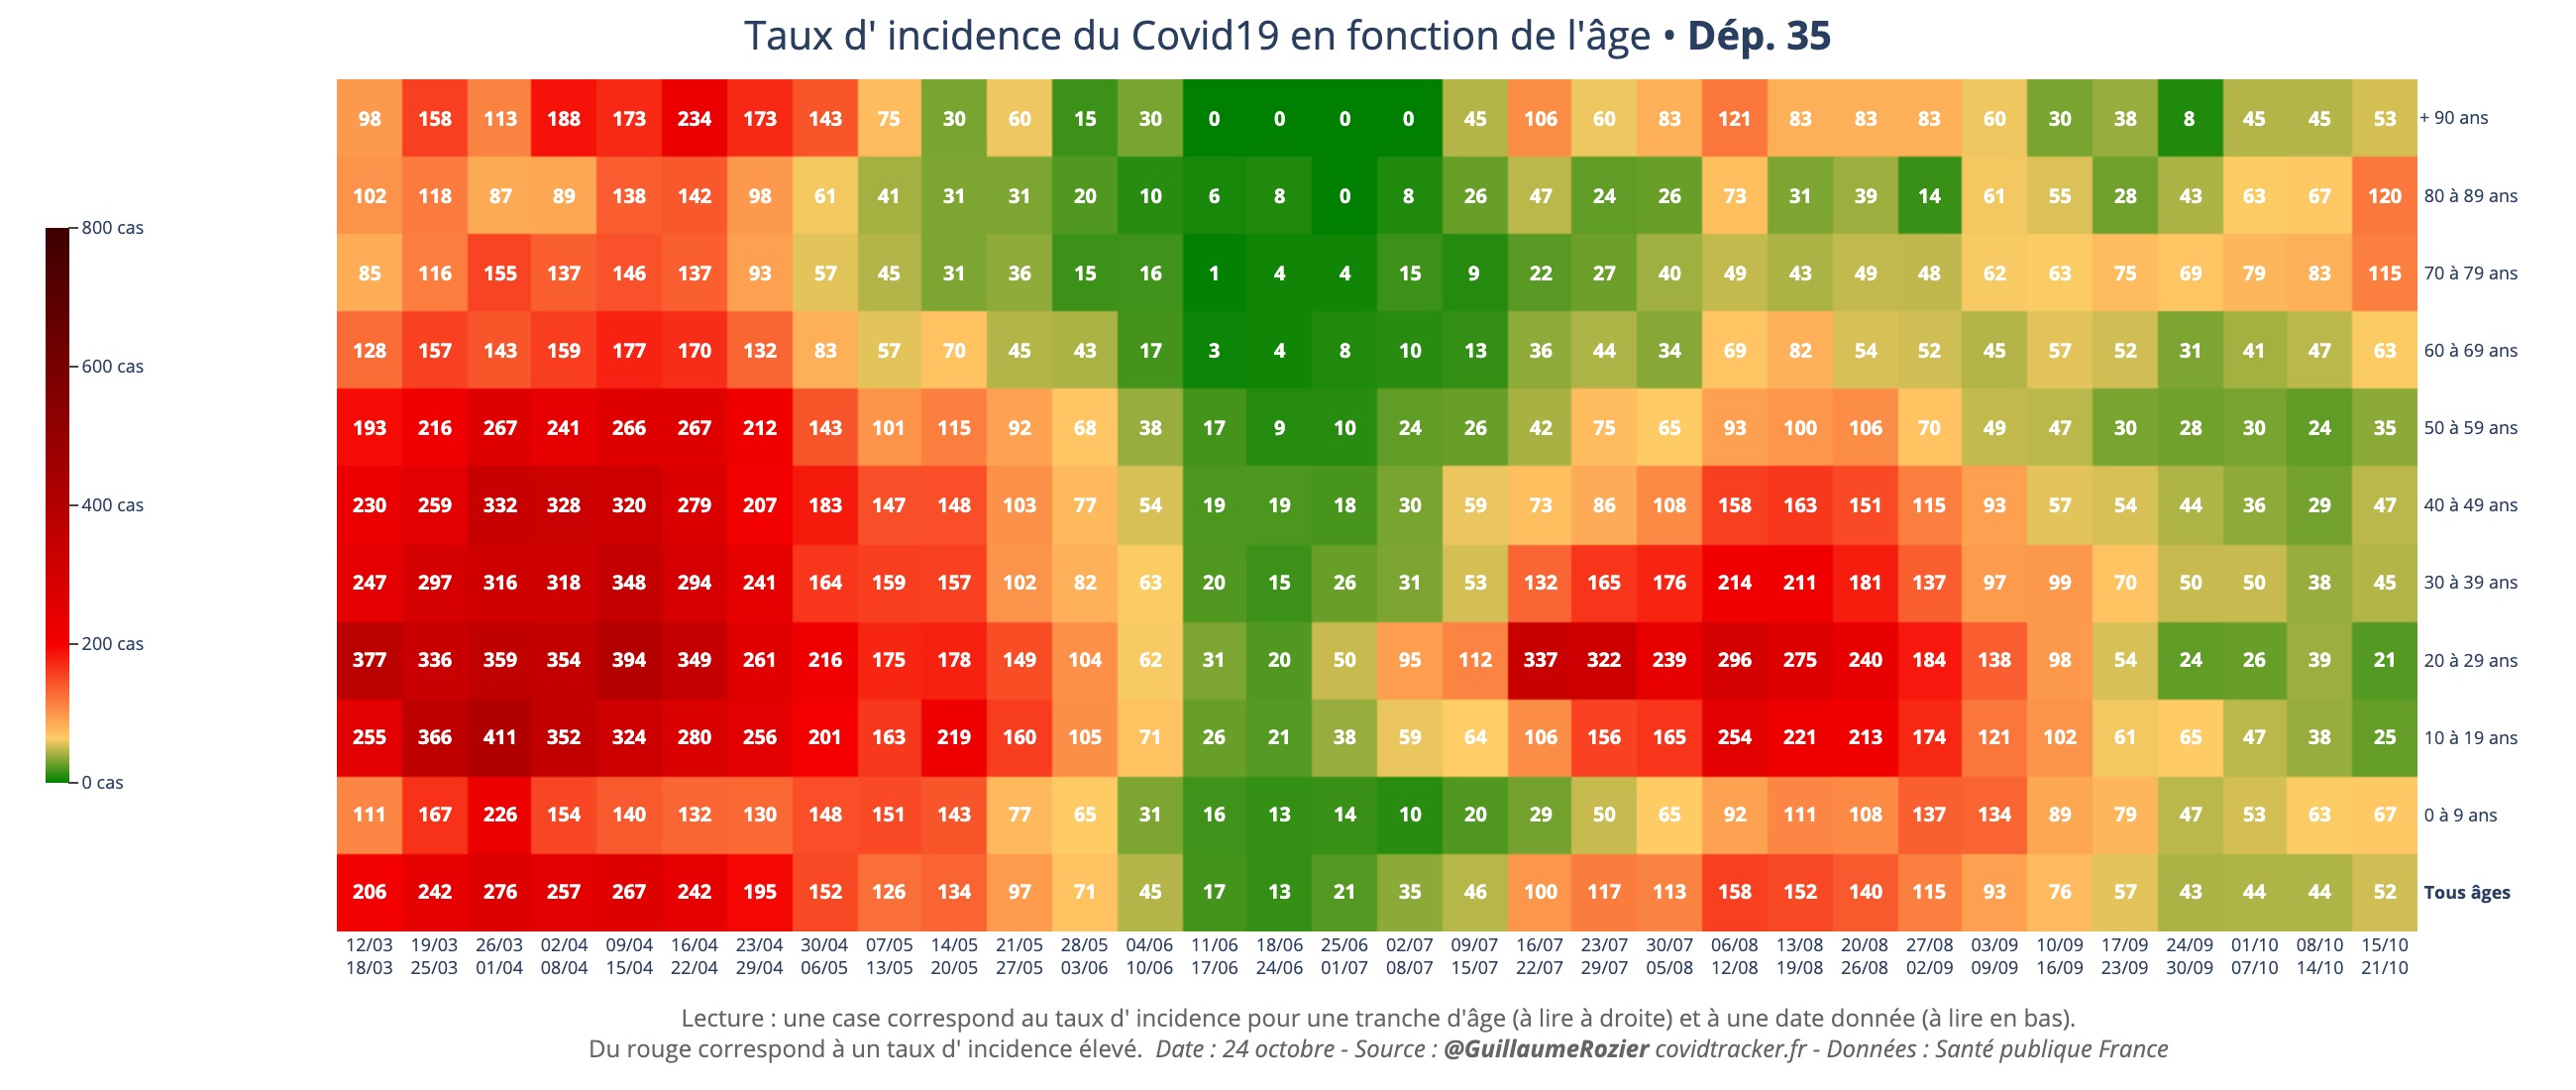 Taux d' incidence du Covid19 en fonction de l'âge • Dép. 35
98 158 113 188 173 234 173 143 75 30 60 15 30 0 0 0 0 45 106 60 83 121 83 83 83 60 30 38 8 45 45 53 + 90 ans
102 118 87 89 138 142 98 61 41 31 31 20 10 6 8 0 8 26 47 24 26 73 31 39 14 61 55 28 43 63 67 120 80 à 89 ans
85 116 155 137 146 137 93 57 45 31 36 15 16 1 4 4 15 9 22 27 40 49 43 49 48 62 63 75 69 79 83 115 70 à 79 ans
128 157 143 159 177 170 132 83 57 70 45 43 17 3 4 8 10 13 36 44 34 69 82 54 52 45 57 52 31 41 47 63 60 à 69 ans
193 216 267 241 266 267 212 143 101 115 92 68 38 17 9 10 24 26 42 75 65 93 100 106 70 49 47 30 28 30 24 35 50 à 59 ans
230 259 332 328 320 279 207 183 147 148 103 77 54 19 19 18 30 59 73 86 108 158 163 151 115 93 57 54 44 36 29 47 40 à 49 ans
247 297 316 318 348 294 241 164 159 157 102 82 63 20 15 26 31 53 132 165 176 214 211 181 137 97 99 70 50 50 38 45 30 à 39 ans
377 336 359 354 394 349 261 216 175 178 149 104 62 31 20 50 95 112 337 322 239 296 275 240 184 138 98 54 24 26 39 21 20 à 29 ans
255 366 411 352 324 280 256 201 163 219 160 105 71 26 21 38 59 64 106 156 165 254 221 213 174 121 102 61 65 47 38 25 10 à 19 ans
111 167 226 154 140 132 130 148 151 143 77 65 31 16 13 14 10 20 29 50 65 92 111 108 137 134 89 79 47 53 63 67 0 à 9 ans
206 242 276 257 267 242 195 152 126 134 97 71 45 17 13 21 35 46 100 117 113 158 152 140 115 93 76 57 43 44 44 52 Tous âges
12/03 19/03 26/03 02/04 09/04 16/04 23/04 30/04 07/05 14/05 21/05 28/05 04/06 11/06 18/06 25/06 02/07 09/07 16/07 23/07 30/07 06/08 13/08 20/08 27/08 03/09 10/09 17/09 24/09 01/10 08/10 15/10
18/03 25/03 01/04 08/04 15/04 22/04 29/04 06/05 13/05 20/05 27/05 03/06 10/06 17/06 24/06 01/07 08/07 15/07 22/07 29/07 05/08 12/08 19/08 26/08 02/09 09/09 16/09 23/09 30/09 07/10 14/10 21/10
800 cas
600 cas
400 cas
200 cas
0 cas
Lecture : une case correspond au taux d' incidence pour une tranche d'âge (à lire à droite) et à une date donnée (à lire en bas).
Du rouge correspond à un taux d' incidence élevé. Date : 24 octobre - Source : @GuillaumeRozier covidtracker.fr - Données : Santé publique France